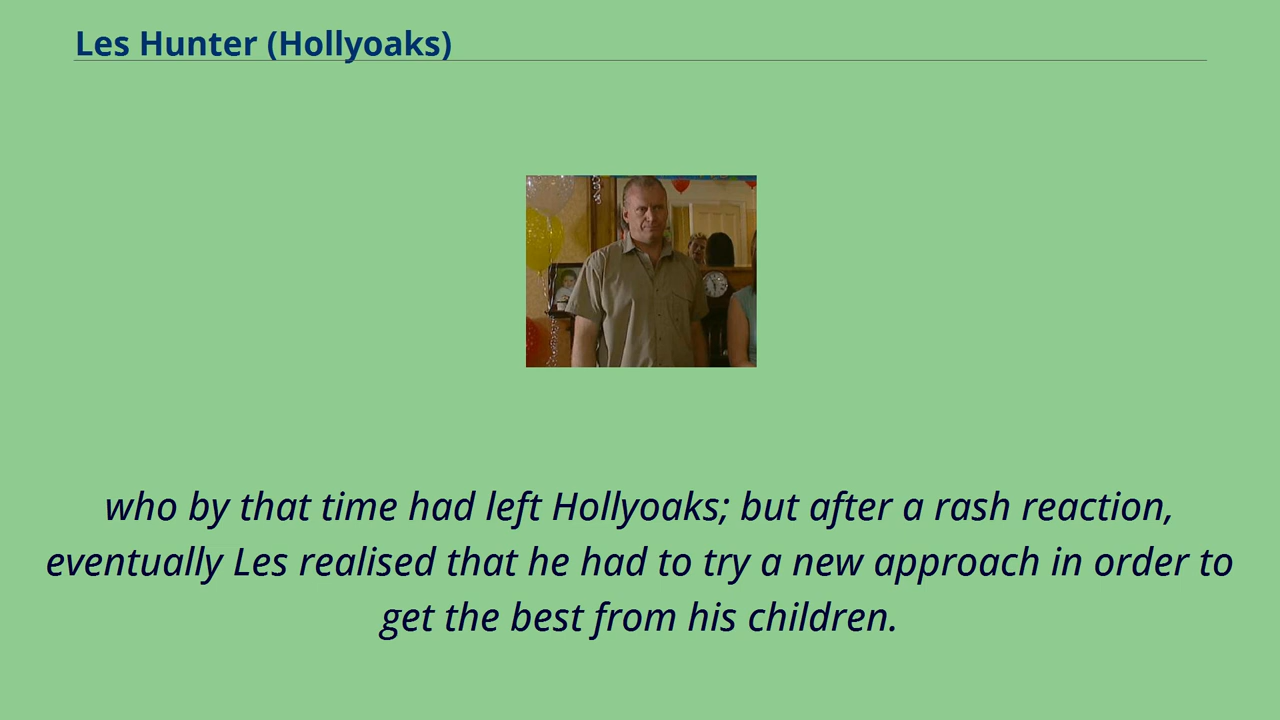 Les Hunter (Hollyoaks)
who by that time had left Hollyoaks; but after a rash reaction,
eventually Les realised that he had to try a new approach in order to
get the best from his children.